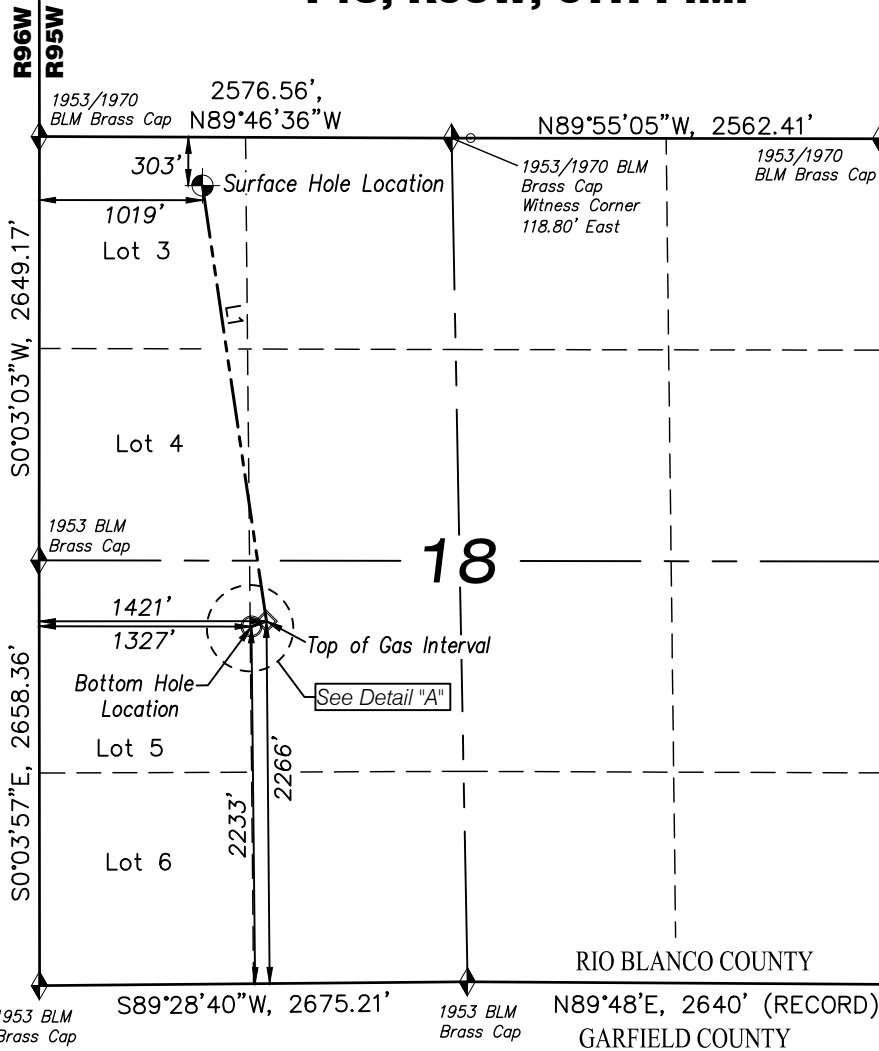 R96W
R95W
1953/1970
BLM Brass Cap
2576.56',
N89°46'36"W
N89°55'05"W, 2562.41'
1953/1970 BLM
Brass Cap
Witness Corner
118.80' East
1953/1970
BLM Brass Cap
303'
Surface Hole Location
1019'
Lot 3
S0°03'03"W, 2649.17'
L1
Lot 4
1953 BLM
Brass Cap
18
1421'
1327'
Top of Gas Interval
Bottom Hole
Location
See Detail "A"
Lot 5
S0°03'57"E, 2658.36'
2233'
2266'
Lot 6
RIO BLANCO COUNTY
S89°28'40"W, 2675.21'
N89°48'E, 2640' (RECORD)
1953 BLM
Brass Cap
1953 BLM
Brass Cap
GARFIELD COUNTY